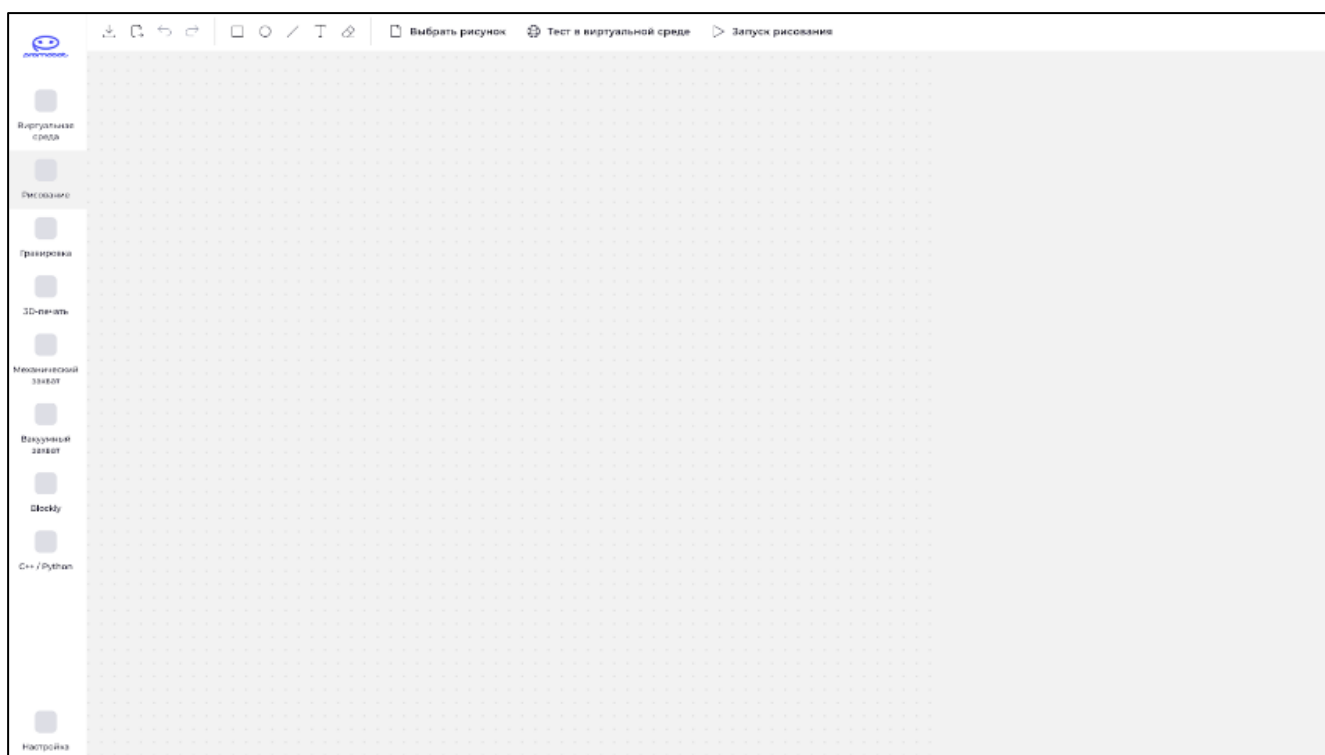 Выбрать рисунок
Тест в виртуальной среде
Запуск рисования
Виртуальная
среда
Рисование
Гравировка
3D-печать
Механический
захват
Вакуумный
захват
Blockly
C++ / Python
Настройка